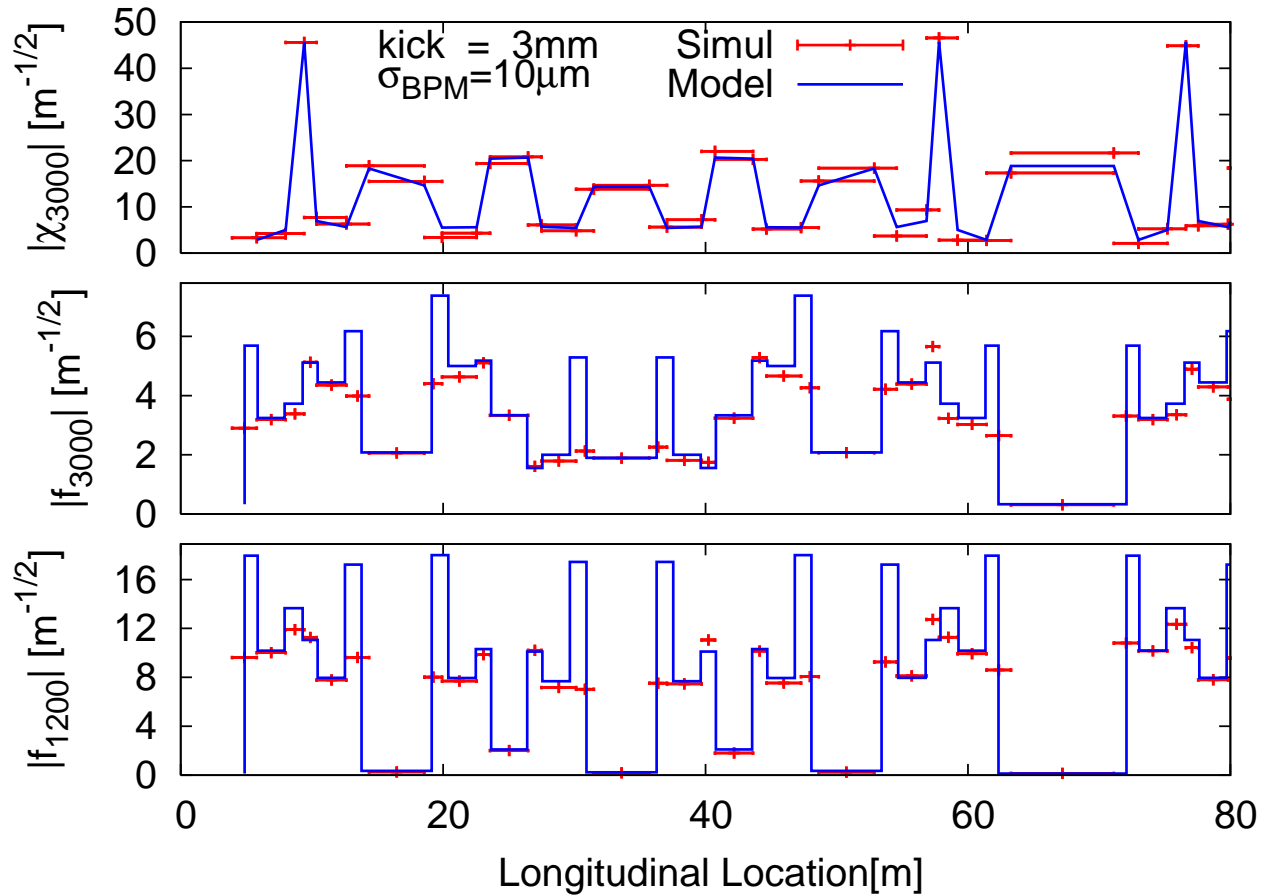 |χ3000| [m-1/2]
50
40
30
20
10
0
kick = 3mm
σBPM=10μm
Simul
Model
|f3000| [m-1/2]
6
4
2
0
|f1200| [m-1/2]
16
12
8
4
0
0 20 40 60 80
Longitudinal Location[m]